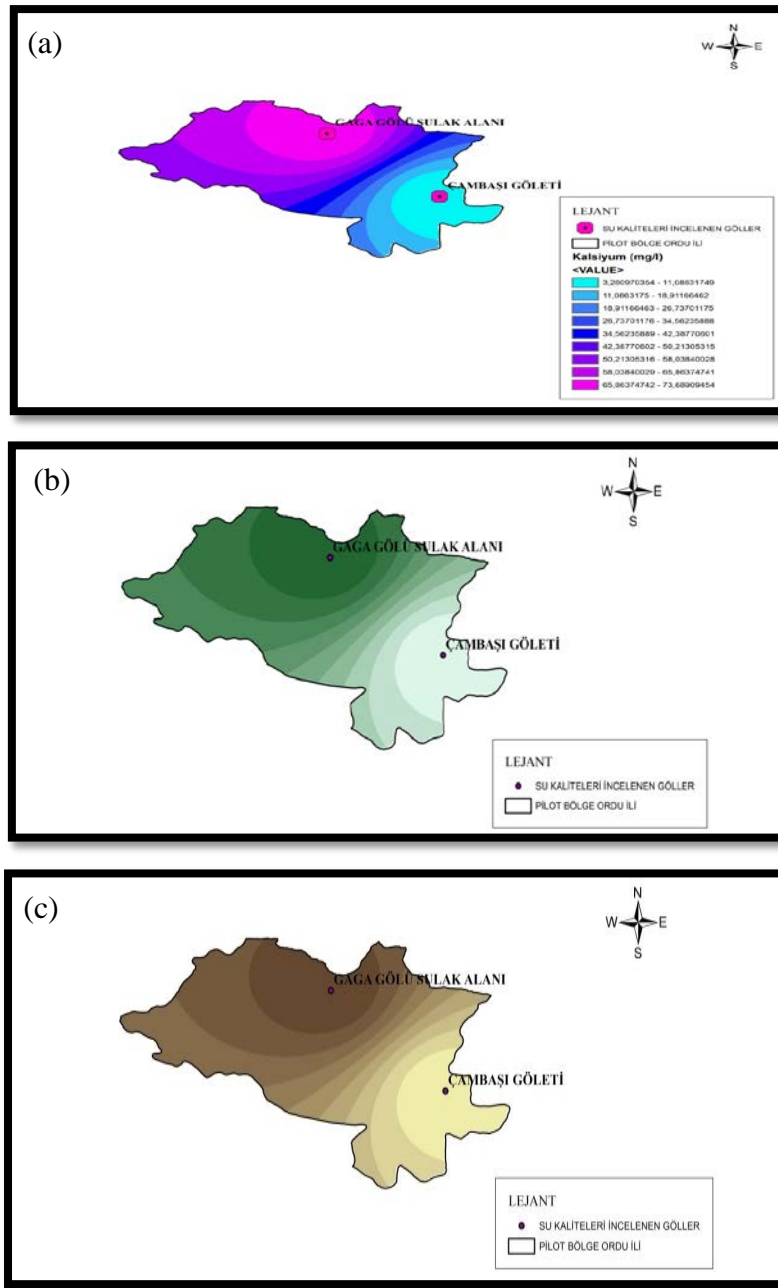 (a)
N
W E
S
GAGA GÖLÜ SULAK ALANI
ÇAMBAŞI GÖLETİ
LEJANT
SU KALİTELERİ İNCELENEN GÖLLER
PİLOT BÖLGE ORDU İLİ
Kalsiyum (mg/l)
<VALUE>
3,260970354 - 11,08631749
11,0863175 - 18,91166462
18,91166463 - 26,73701175
26,73701176 - 34,56235888
34,56235889 - 42,38770601
42,38770602 - 50,21305315
50,21305316 - 58,03840028
58,03840029 - 65,86374741
65,86374742 - 73,68909454
(b)
N
W E
S
GAGA GÖLÜ SULAK ALANI
ÇAMBAŞI GÖLETİ
LEJANT
SU KALİTELERİ İNCELENEN GÖLLER
PİLOT BÖLGE ORDU İLİ
(c)
N
W E
S
GAGA GÖLÜ SULAK ALANI
ÇAMBAŞI GÖLETİ
LEJANT
SU KALİTELERİ İNCELENEN GÖLLER
PİLOT BÖLGE ORDU İLİ